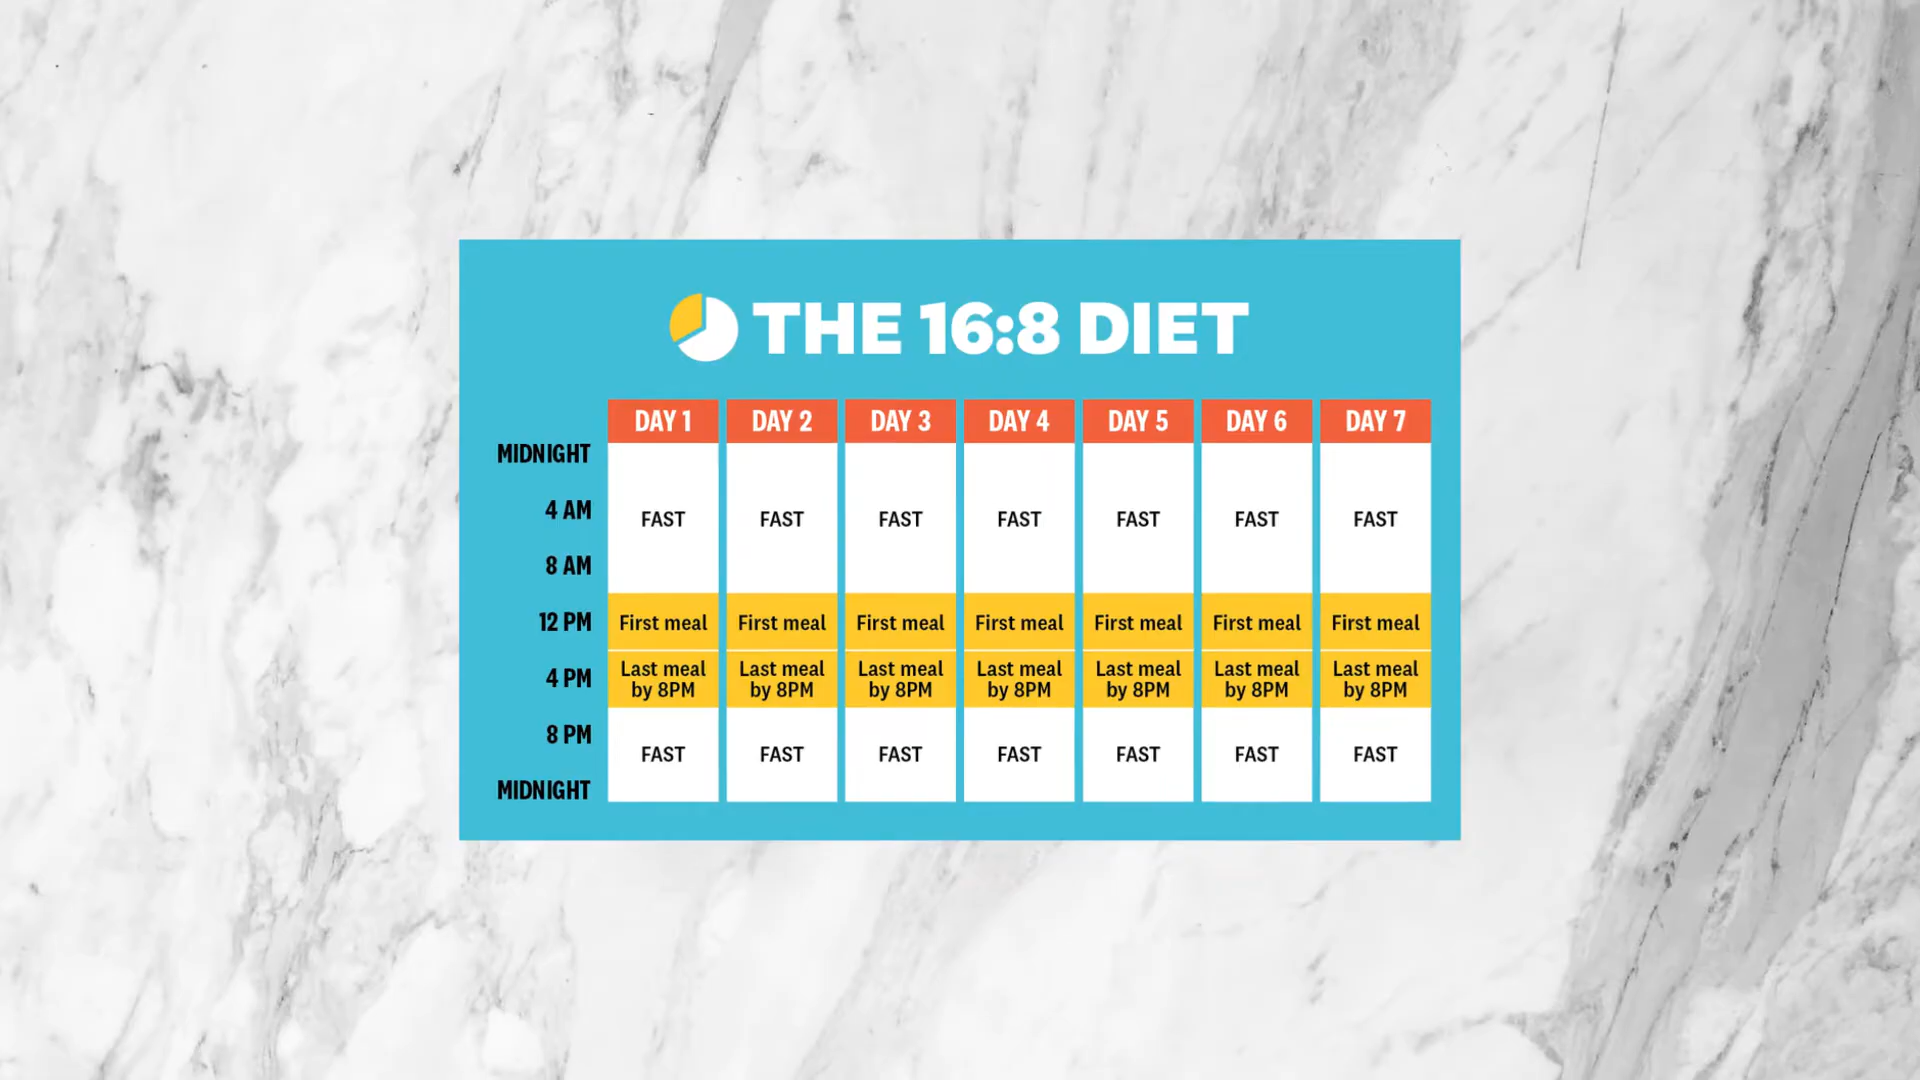 THE 16:8 DIET
DAY 1 DAY 2 DAY 3 DAY 4 DAY 5 DAY 6 DAY 7
MIDNIGHT
4 AM FAST FAST FAST FAST FAST FAST FAST
8 AM
12 PM First meal First meal First meal First meal First meal First meal First meal
4 PM Last meal Last meal Last meal Last meal Last meal Last meal Last meal
by 8PM by 8PM by 8PM by 8PM by 8PM by 8PM by 8PM
8 PM
FAST FAST FAST FAST FAST FAST FAST
MIDNIGHT